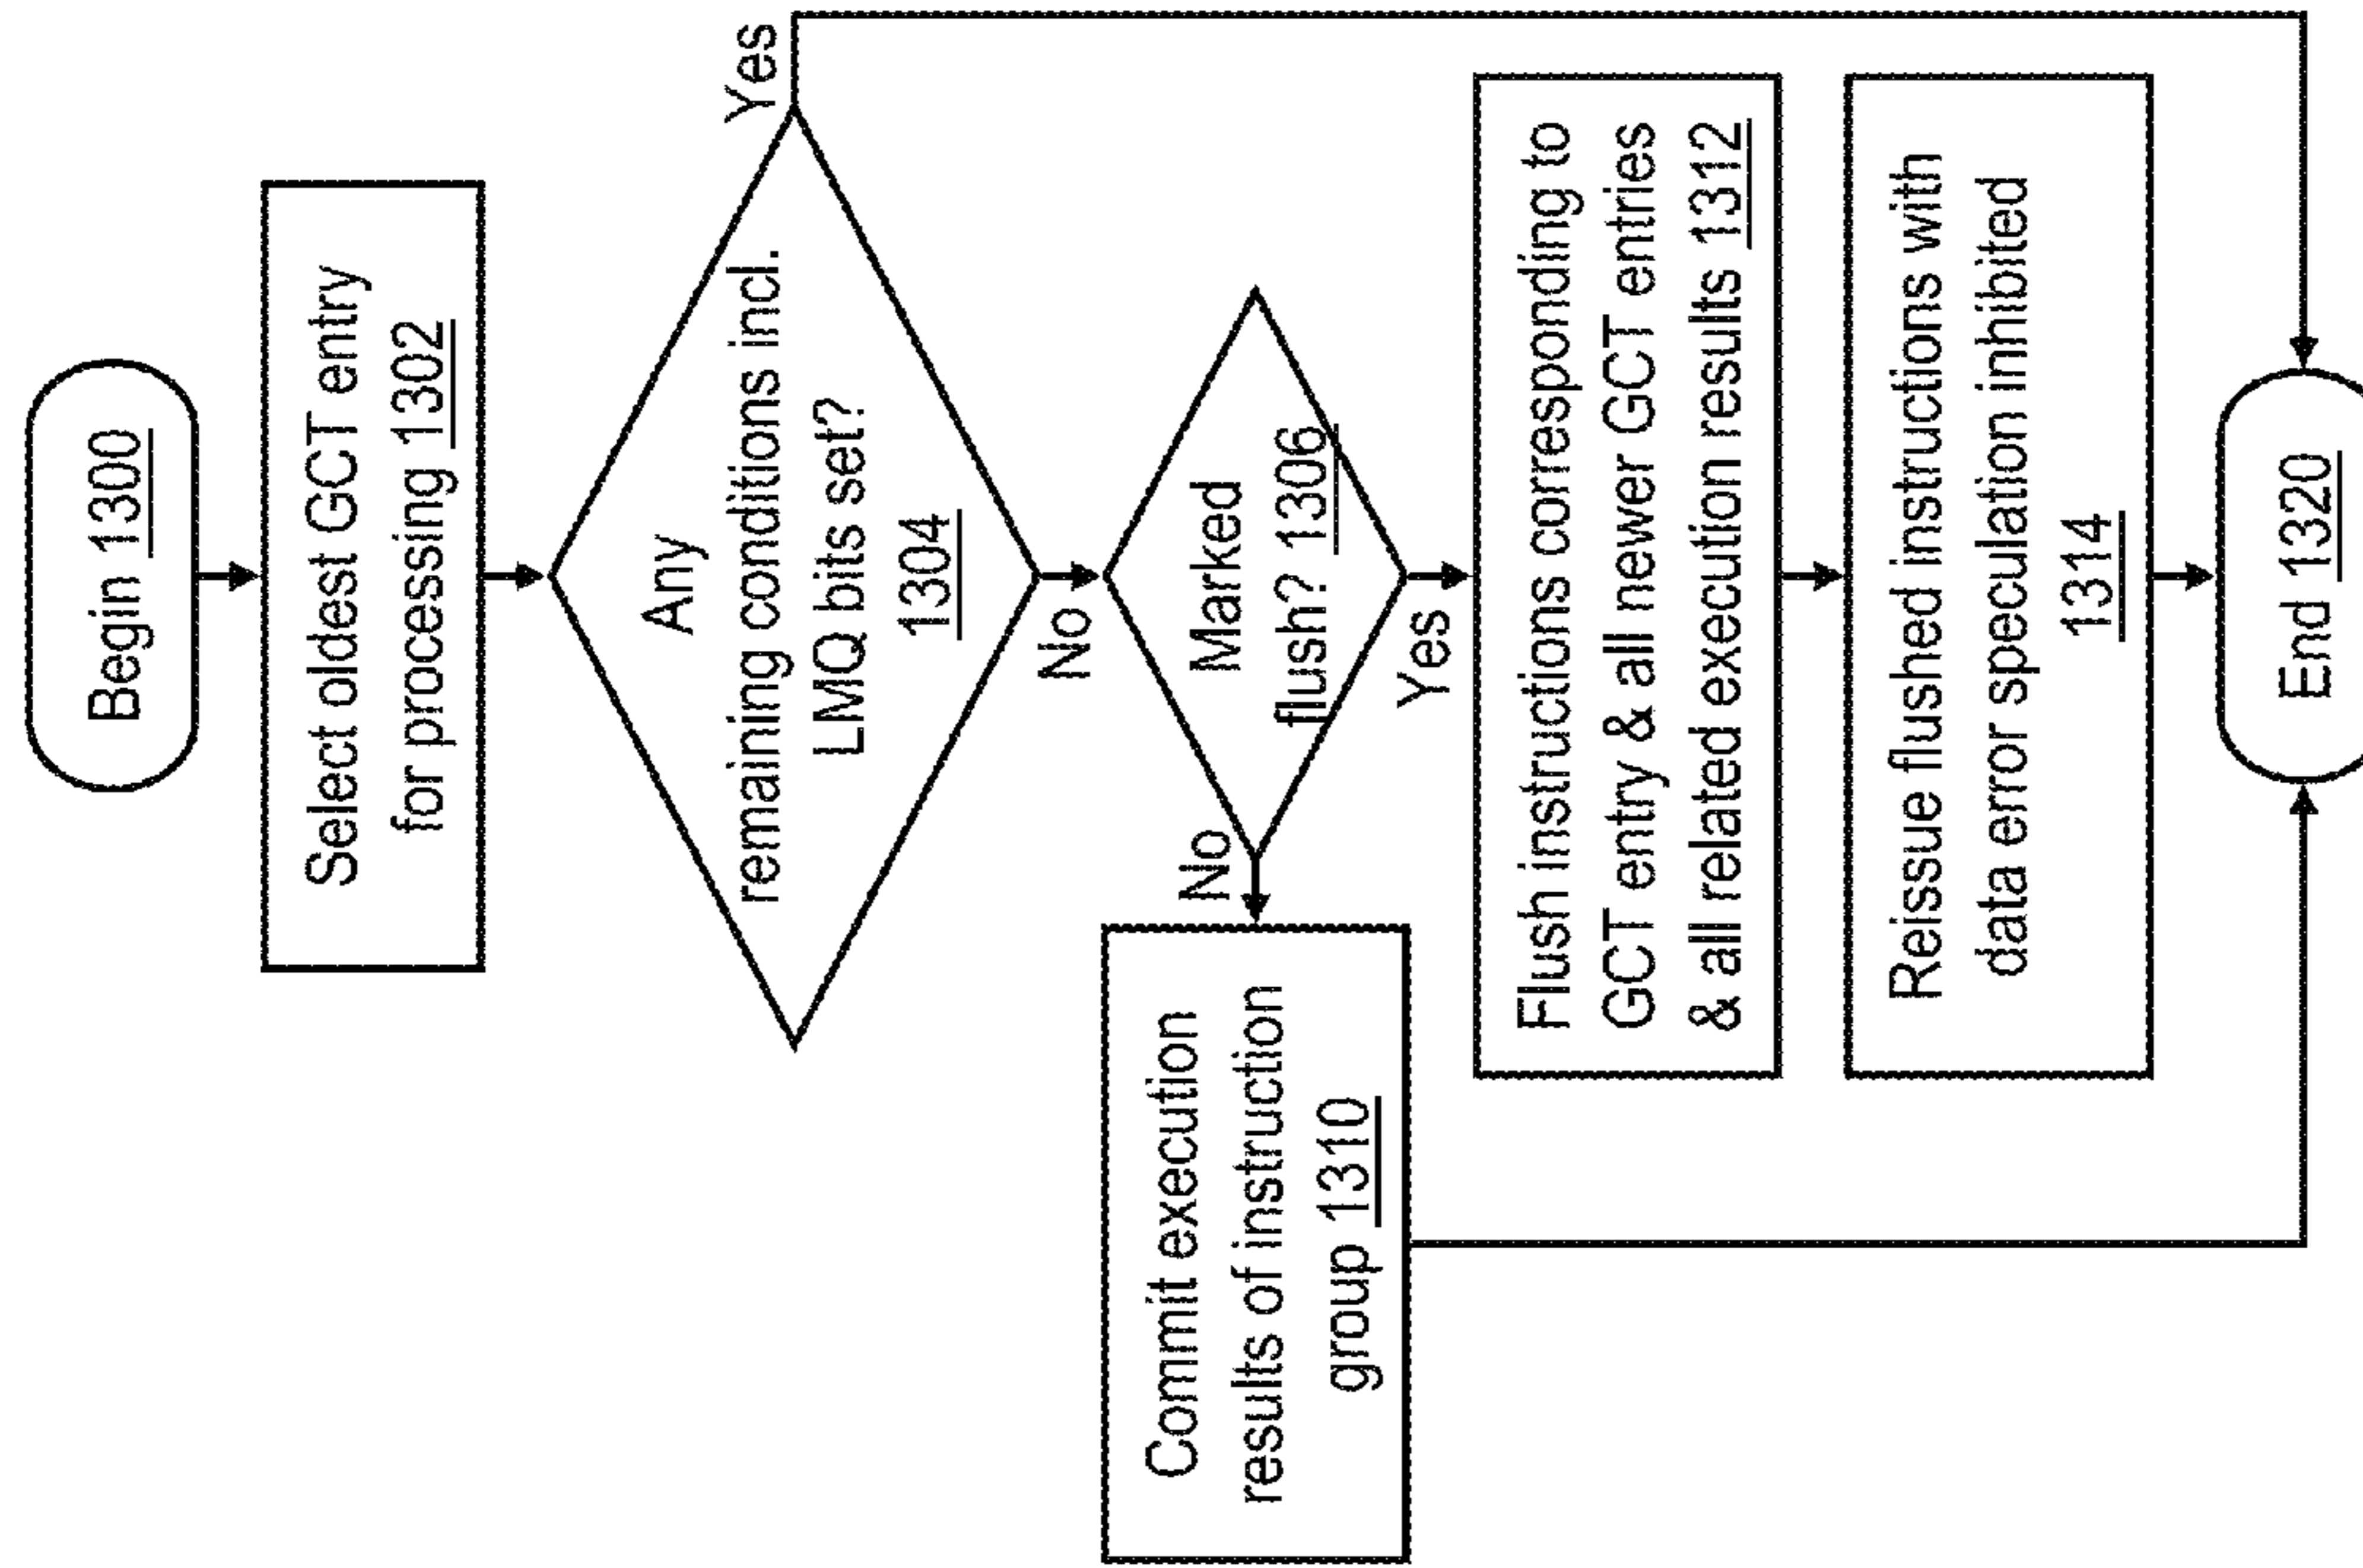 Begin 1300
Select oldest GCT entry
for processing 1302
Any
remaining conditions incl.
LMQ bits set?
1304
Yes
No
Marked
flush? 1306
No
Yes
Commit execution
results of instruction
group 1310
Flush instructions corresponding to
GCT entry & all newer GCT entries
& all related execution results 1312
Reissue flushed instructions with
data error speculation inhibited
1314
End 1320